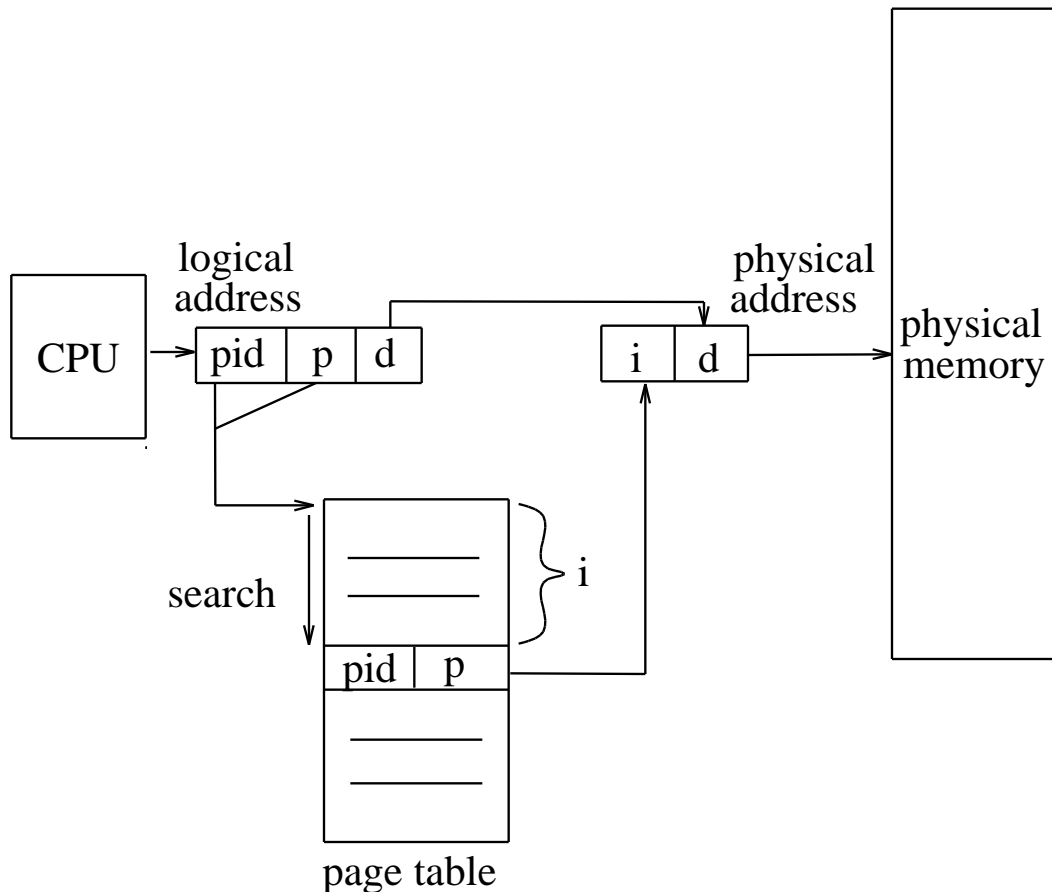 logical
address
physical
address
CPU
pid p d
i d
physical
memory
search
i
pid p
page table